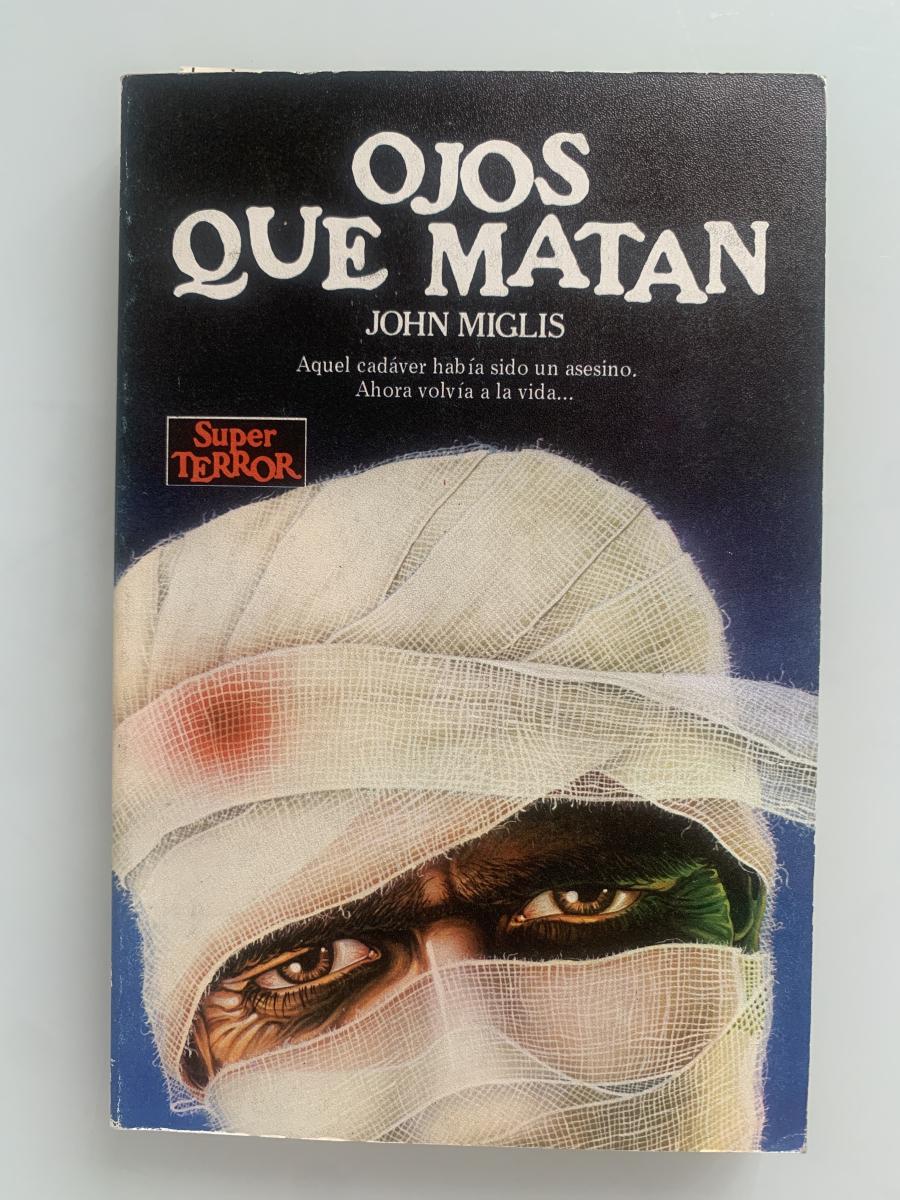 OJOS
QUE MATAN
JOHN MIGLIS
Aquel cadáver había sido un asesino.
Ahora volvía a la vida...
Super
TERROR